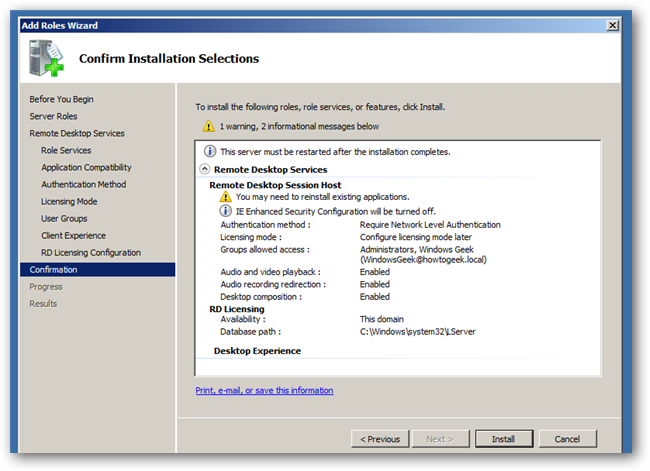 Add Roles Wizard
Confirm Installation Selections
Before You Begin
Server Roles
Remote Desktop Services
Role Services
Application Compatibility
Authentication Method
Licensing Mode
User Groups
Client Experience
RD Licensing Configuration
Confirmation
Progress
Results
To install the following roles, role services, or features, click Install.
1 warning, 2 informational messages below
This server must be restarted after the installation completes.
Remote Desktop Services
Remote Desktop Session Host
You may need to reinstall existing applications.
IE Enhanced Security Configuration will be turned off.
Authentication method : Require Network Level Authentication
Licensing mode : Configure licensing mode later
Groups allowed access : Administrators, Windows Geek
(WindowsGeek@howtogeek.local)
Audio and video playback : Enabled
Audio recording redirection : Enabled
Desktop composition : Enabled
RD Licensing
Availability : This domain
Database path : C:\Windows\system32\LServer
Desktop Experience
Print, e-mail, or save this information
< Previous Next > Install Cancel